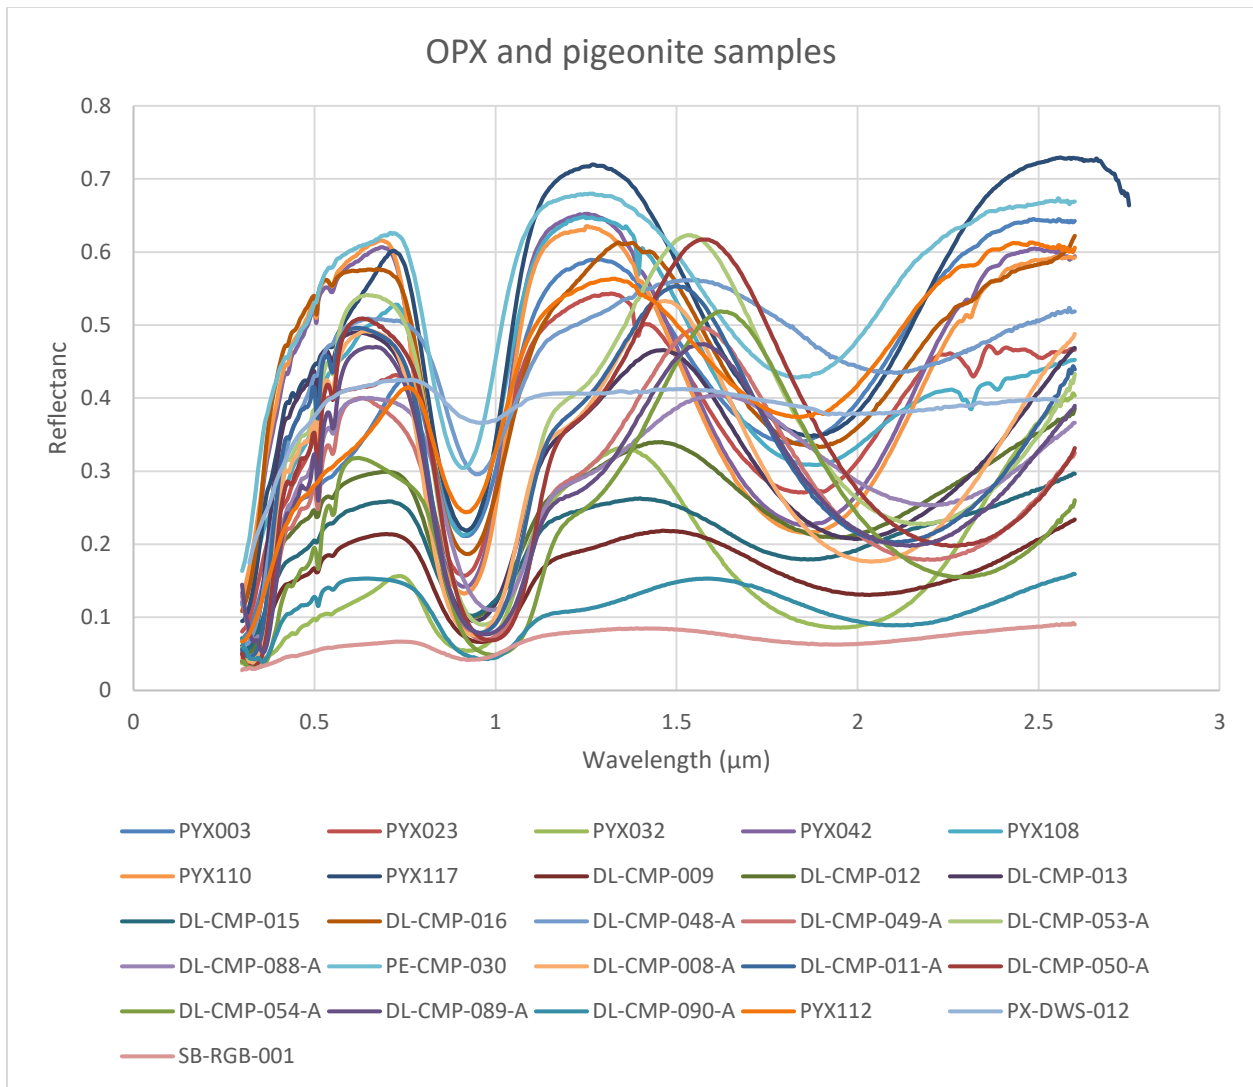 OPX and pigeonite samples
0.8
0.7
0.6
0.5
0.4
0.3
0.2
0.1
0
Reflectanc
0 0.5 1 1.5 2 2.5 3
Wavelength (μm)
PYX003 PYX023 PYX032 PYX042 PYX108
PYX110 PYX117 DL-CMP-009 DL-CMP-012 DL-CMP-013
DL-CMP-015 DL-CMP-016 DL-CMP-048-A DL-CMP-049-A DL-CMP-053-A
DL-CMP-088-A PE-CMP-030 DL-CMP-008-A DL-CMP-011-A DL-CMP-050-A
DL-CMP-054-A DL-CMP-089-A DL-CMP-090-A PYX112 PX-DWS-012
SB-RGB-001